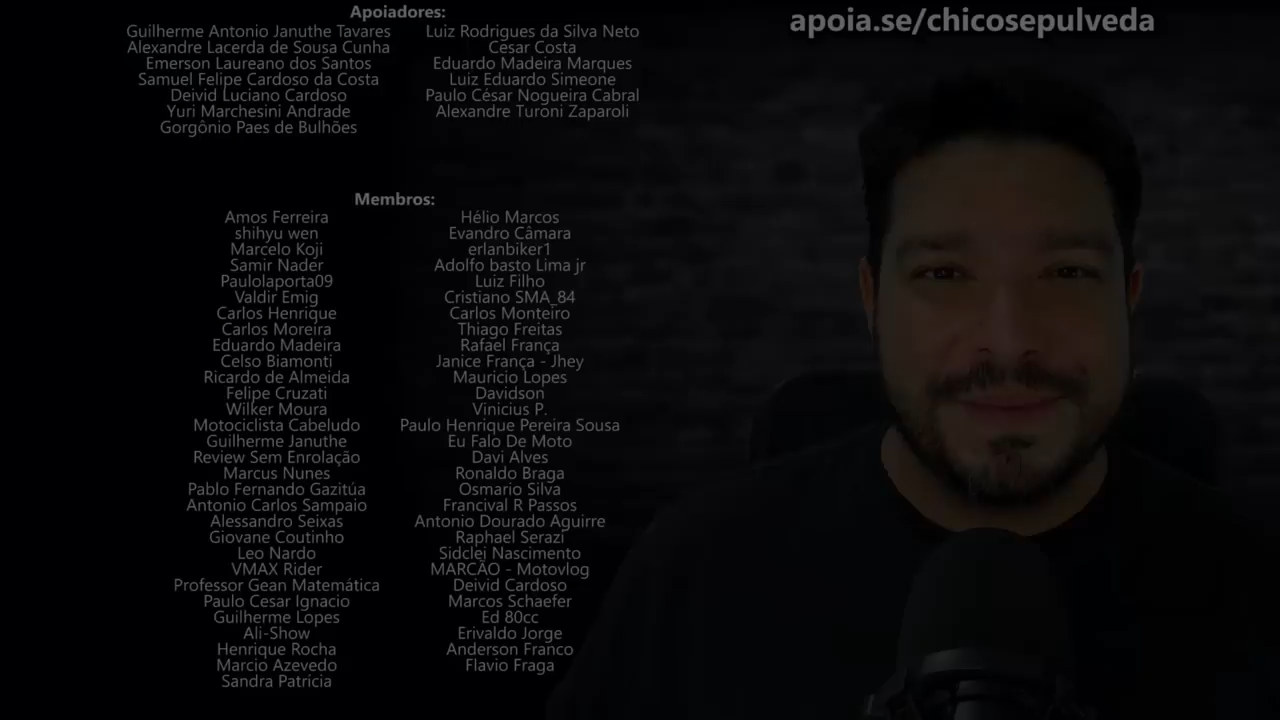 apoia.se/chicosepulveda
Apoiadores:
Guilherme Antonio Januthe Tavares
Alexandre Lacerda de Sousa Cunha
Emerson Laureano dos Santos
Samuel Felipe Cardoso da Costa
Deivid Luciano Cardoso
Yuri Marchesini Andrade
Gorgônio Paes de Bulhões
Luiz Rodrigues da Silva Neto
César Costa
Eduardo Madeira Marques
Luiz Eduardo Simeone
Paulo César Nogueira Cabral
Alexandre Turoni Zaparoli
Membros:
Amos Ferreira
shihyu wen
Marcelo Koji
Samir Nader
Paulolaporta09
Valdir Emig
Carlos Henrique
Carlos Moreira
Eduardo Madeira
Celso Biamonti
Ricardo de Almeida
Felipe Cruzati
Wilker Moura
Motociclista Cabeludo
Guilherme Januthe
Review Sem Enrolação
Marcus Nunes
Pablo Fernando Gazitúa
Antonio Carlos Sampaio
Alessandro Seixas
Giovane Coutinho
Leo Nardo
VMAX Rider
Professor Gean Matemática
Paulo Cesar Ignacio
Guilherme Lopes
Ali-Show
Henrique Rocha
Marcio Azevedo
Sandra Patrícia
Hélio Marcos
Evandro Câmara
erlanbiker1
Adolfo basto Lima jr
Luiz Filho
Cristiano SMA_84
Carlos Monteiro
Thiago Freitas
Rafael França
Janice França - Jhey
Mauricio Lopes
Davidson
Vinicius P.
Paulo Henrique Pereira Sousa
Eu Falo De Moto
Davi Alves
Ronaldo Braga
Osmario Silva
Francival R Passos
Antonio Dourado Aguirre
Raphael Serazi
Sidclei Nascimento
MARCÃO - Motovlog
Deivid Cardoso
Marcos Schaefer
Ed 80cc
Erivaldo Jorge
Anderson Franco
Flavio Fraga